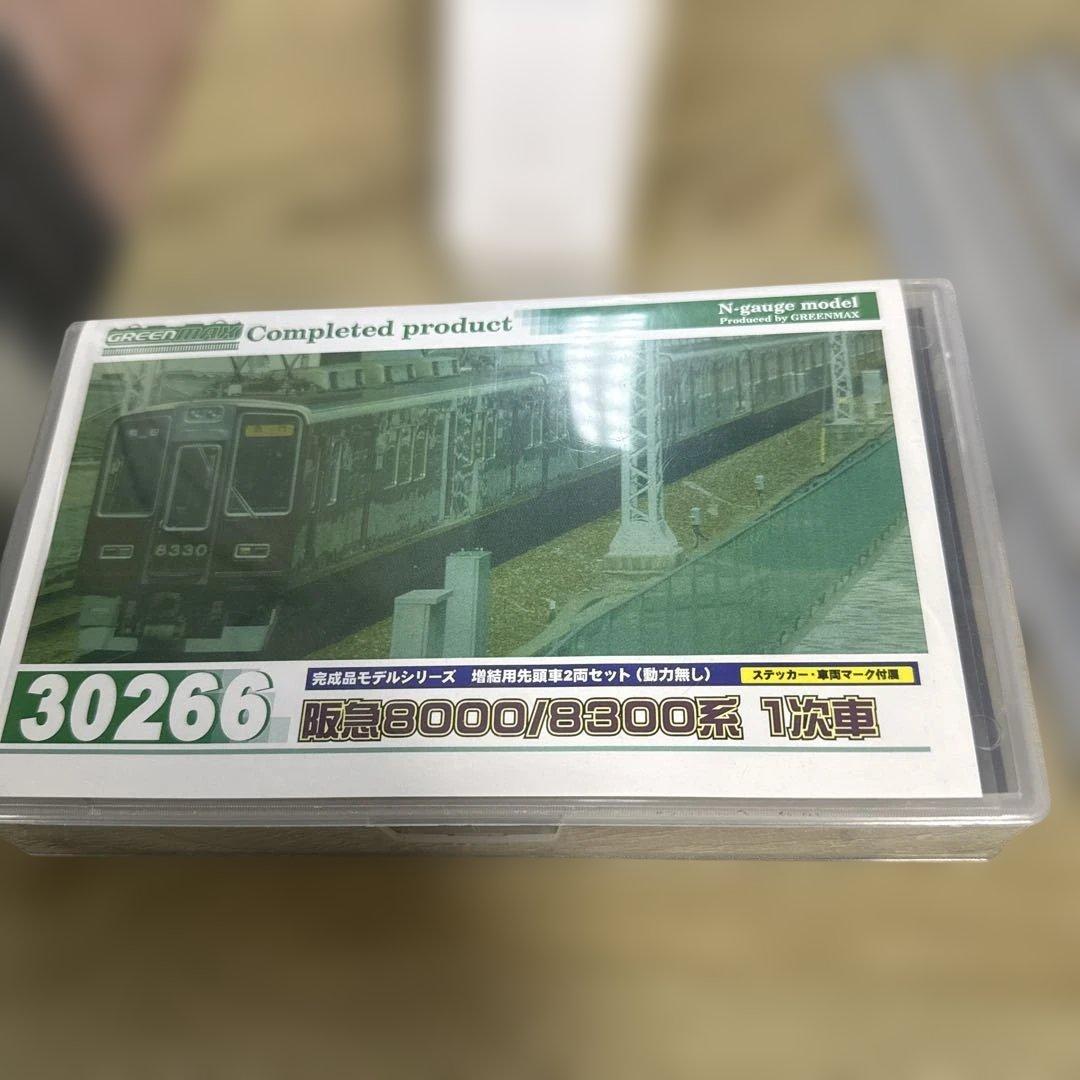 GREENMAX Completed product
N-gauge model
Produced by GREENMAX
8330
30266
完成品モデルシリーズ 増結用先頭車2両セット(動力無し)
ステッカー・車両マーク付属
阪急8000/8300系 1次車